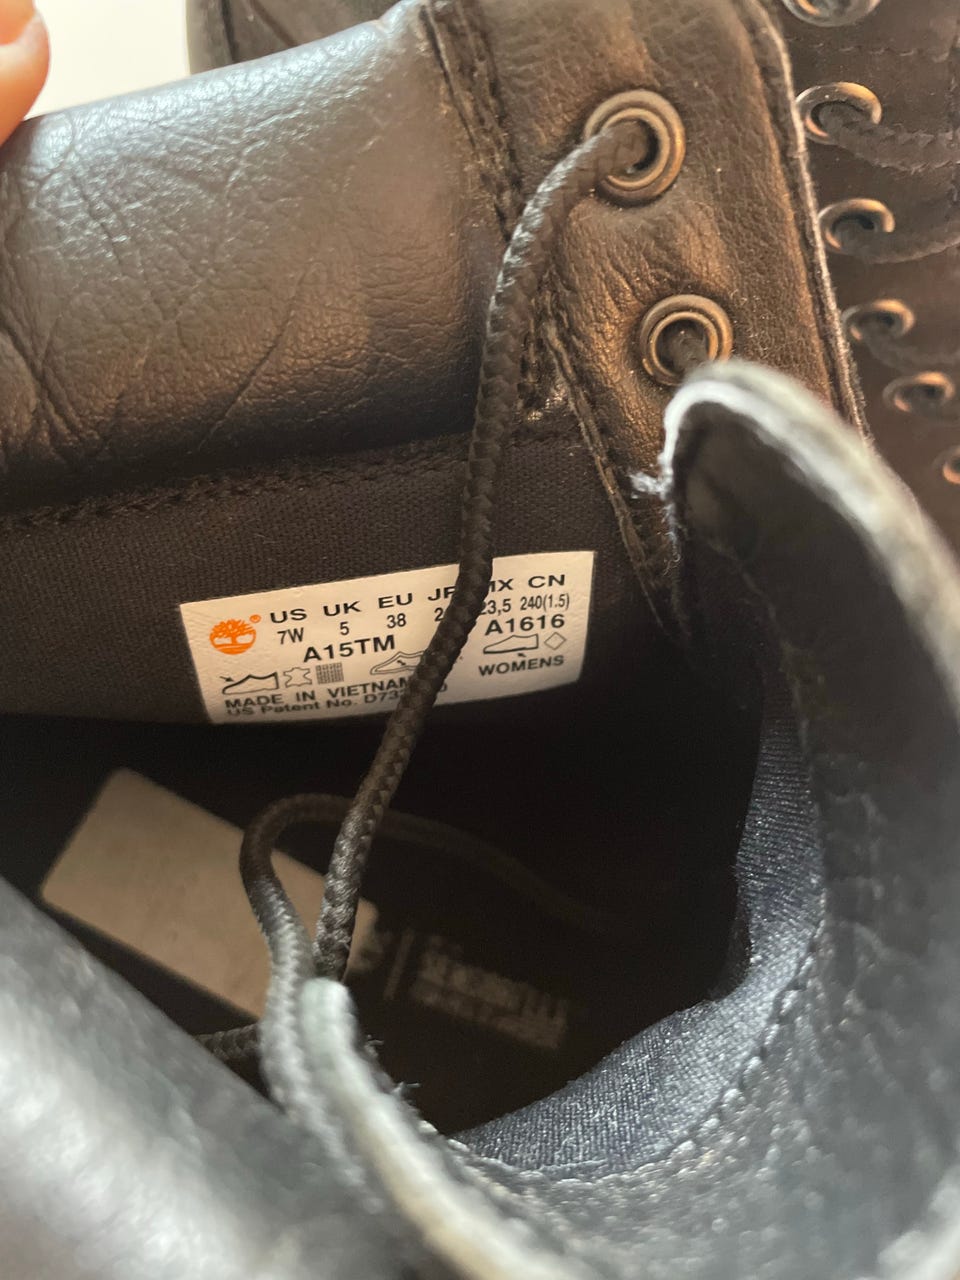 ® US UK EU MX CN
7W 5 38 23,5 240(1.5)
A15TM A1616
WOMENS
MADE IN VIETNAM
US Patent No.